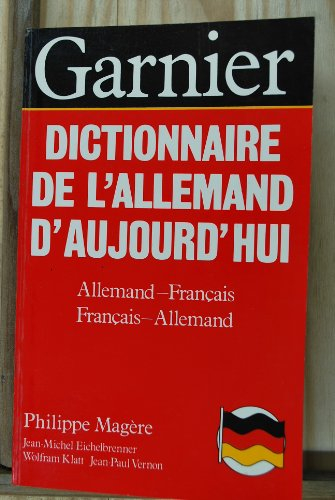 Garnier
DICTIONNAIRE
DE L'ALLEMAND
D'AUJOURD'HUI
Allemand–Français
Français–Allemand
Philippe Magère
Jean-Michel Eichelbrenner
Wolfram Klatt Jean-Paul Vernon